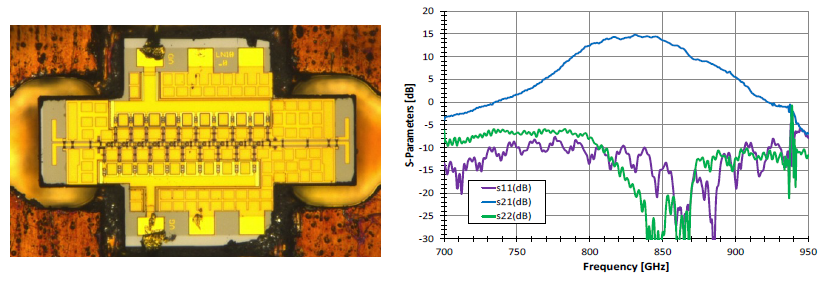 LN10
20
15
10
5
0
-5
-10
-15
-20
-25
-30
S-Parameters [dB]
s11(dB)
s21(dB)
s22(dB)
700 750 800 850 900 950
Frequency [GHz]